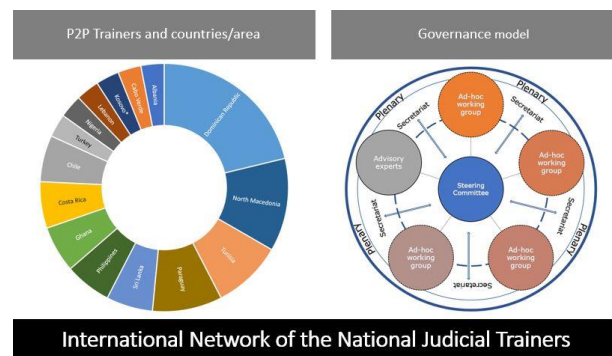 P2P Trainers and countries/area
Governance model
Albania
Dominican Republic
North Macedonia
Tunisia
Paraguay
Sri Lanka
Philippines
Ghana
Costa Rica
Chile
Turkey
Nigeria
Lebanon
Kosovo*
Cabo Verde
Plenary
Plenary
Secretariat
Secretariat
Ad-hoc
working
group
Advisory
experts
Ad-hoc
working
group
Steering
Committee
Secretariat
Secretariat
Plenary
Plenary
Ad-hoc
working
group
Ad-hoc
working
group
Secretariat
International Network of the National Judicial Trainers